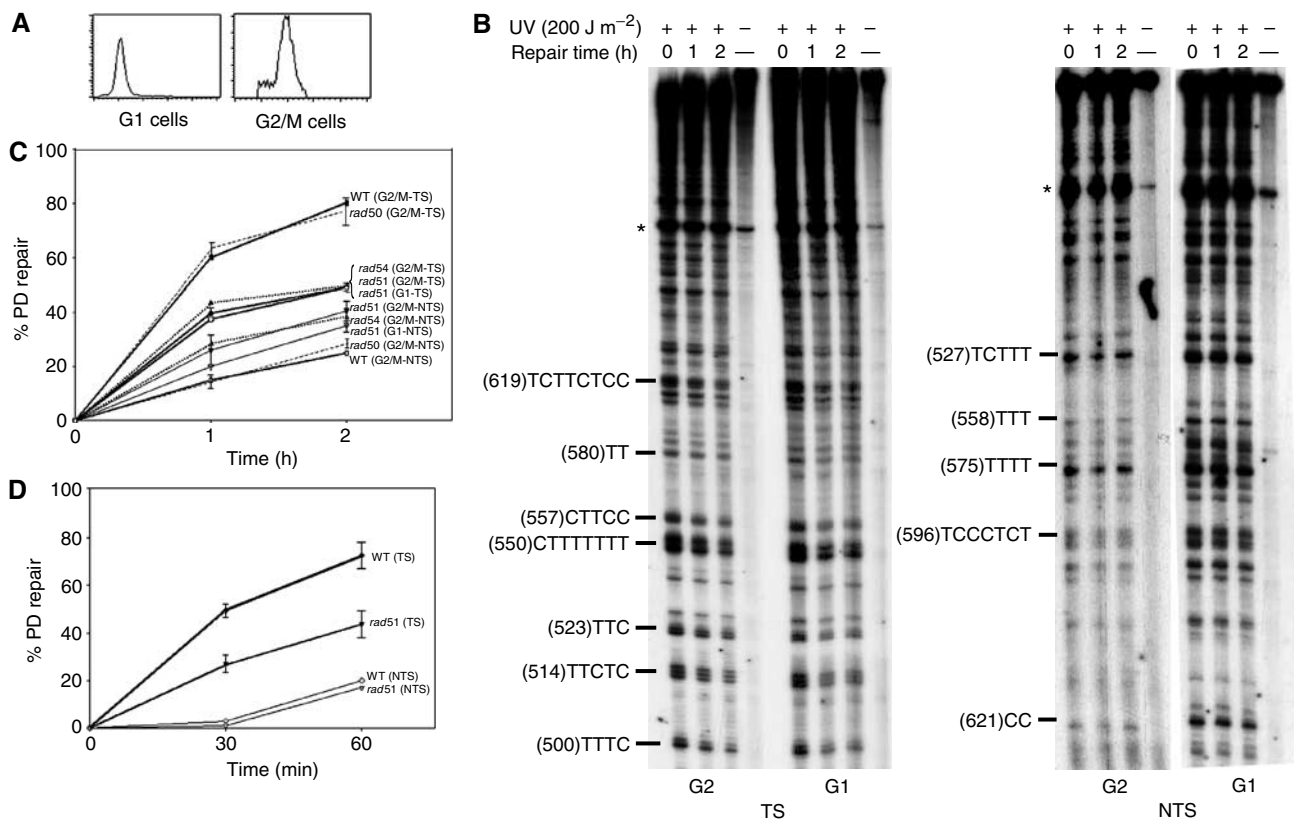 A
G1 cells
G2/M cells
B
UV (200 J m⁻²) + + + – + + + –
Repair time (h) 0 1 2 — 0 1 2 —
+ + + – + + + –
0 1 2 — 0 1 2 —
*
(619)TCTTCTCC
(580)TT
(557)CTTCC
(550)CTTTTTTT
(523)TTC
(514)TTCTC
(500)TTTC
G2 G1
TS
*
(527)TCTTT
(558)TTT
(575)TTTT
(596)TCCCTCT
(621)CC
G2 G1
NTS
C
% PD repair
100
80
60
40
20
0
0 1 2
Time (h)
WT (G2/M-TS)
rad50 (G2/M-TS)
rad54 (G2/M-TS)
rad51 (G2/M-TS)
rad51 (G1-TS)
rad51 (G2/M-NTS)
rad54 (G2/M-NTS)
rad51 (G1-NTS)
rad50 (G2/M-NTS)
WT (G2/M-NTS)
D
% PD repair
100
80
60
40
20
0
0 30 60
Time (min)
WT (TS)
rad51 (TS)
WT (NTS)
rad51 (NTS)